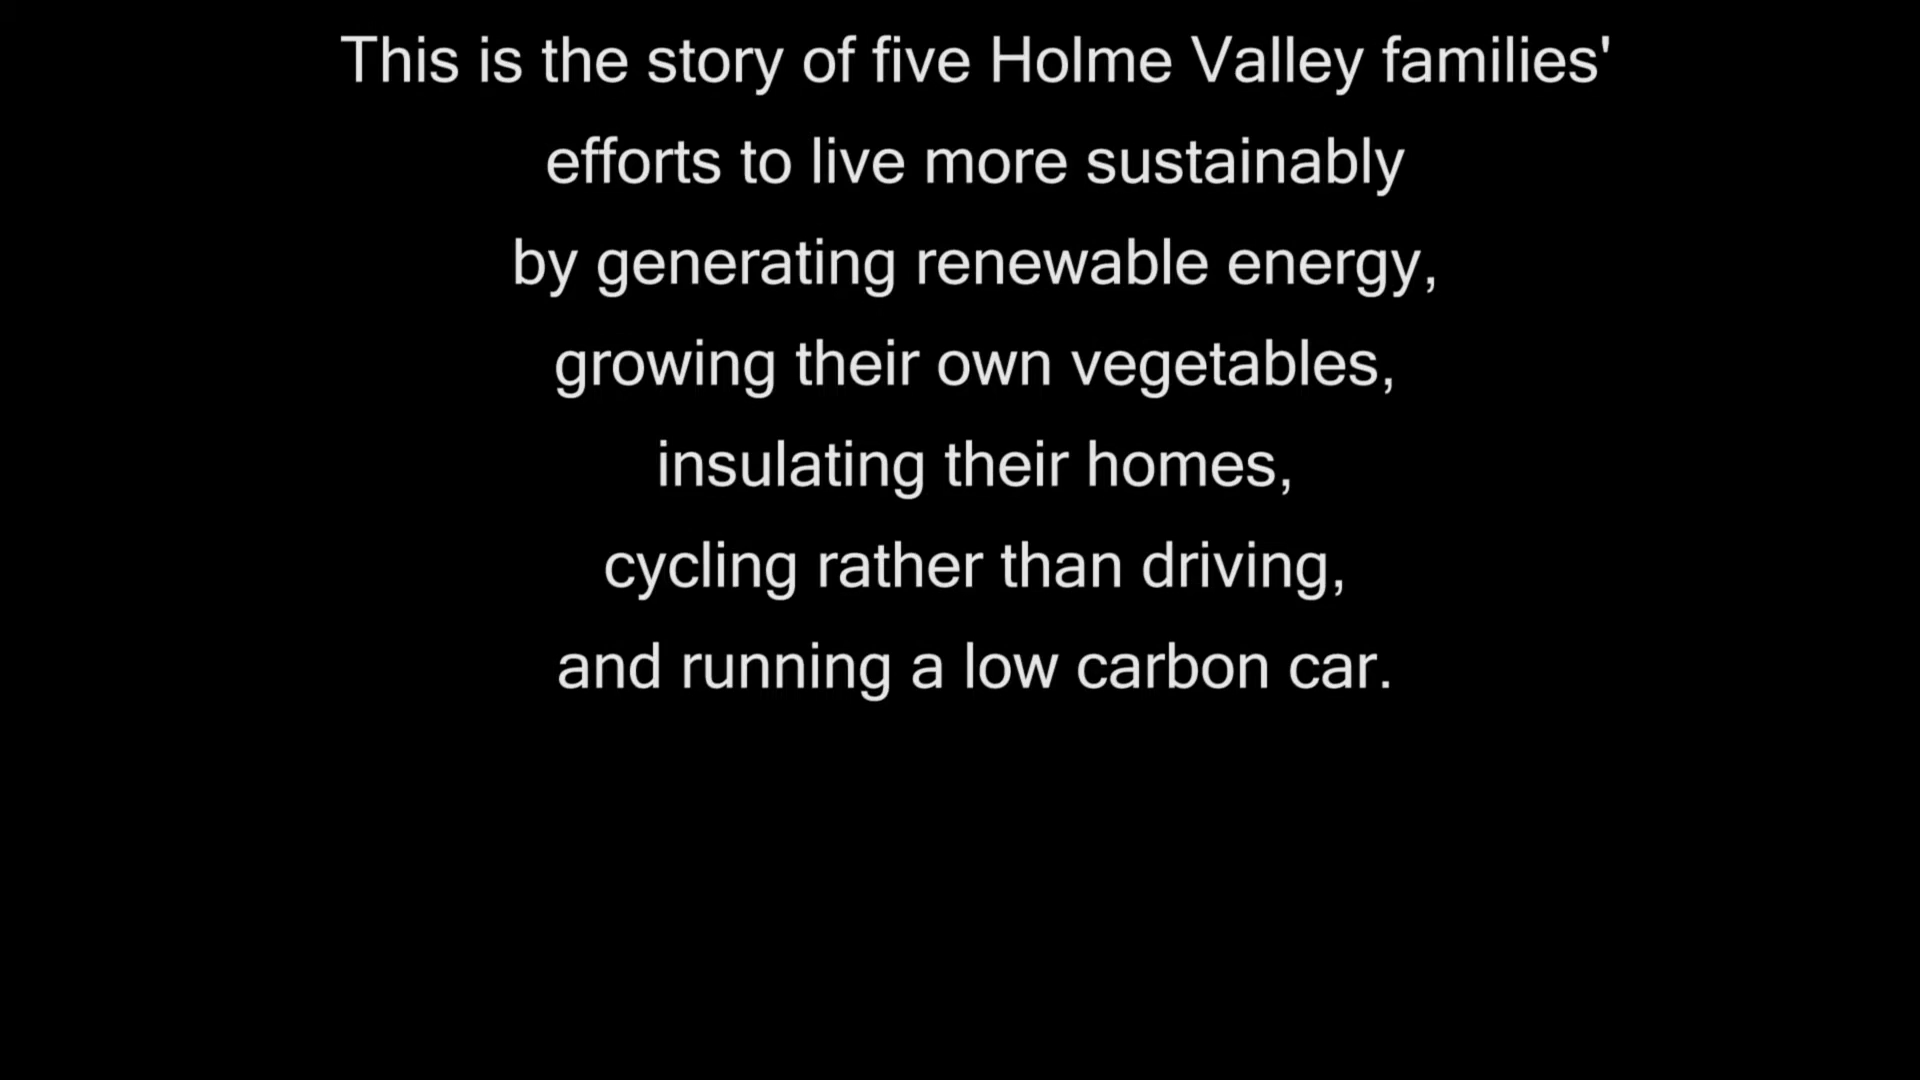 This is the story of five Holme Valley families'
efforts to live more sustainably
by generating renewable energy,
growing their own vegetables,
insulating their homes,
cycling rather than driving,
and running a low carbon car.